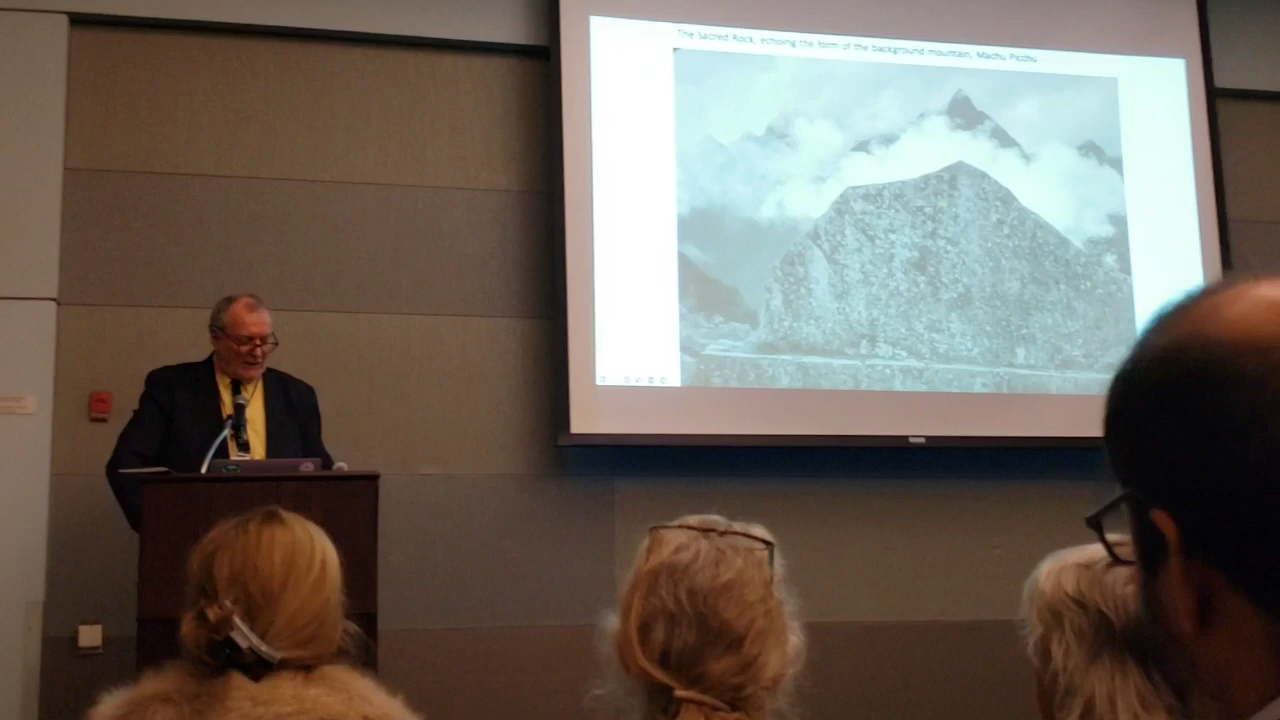 The Sacred Rock, echoing the form of the background mountain, Machu Picchu